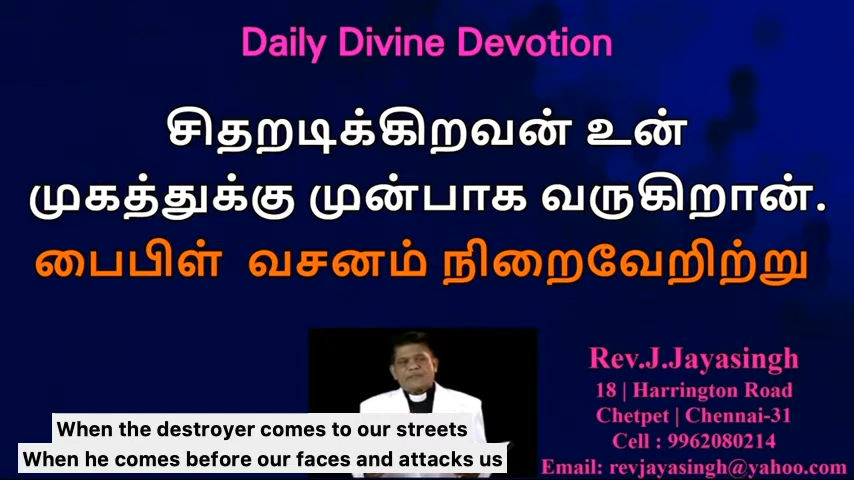 Daily Divine Devotion
சிதறடிக்கிறவன் உன்
முகத்துக்கு முன்பாக வருகிறான்.
பைபிள் வசனம் நிறைவேறிற்று
Rev.J.Jayasingh
18 | Harrington Road
Chetpet | Chennai-31
Cell : 9962080214
Email: revjayasingh@yahoo.com
When the destroyer comes to our streets
When he comes before our faces and attacks us